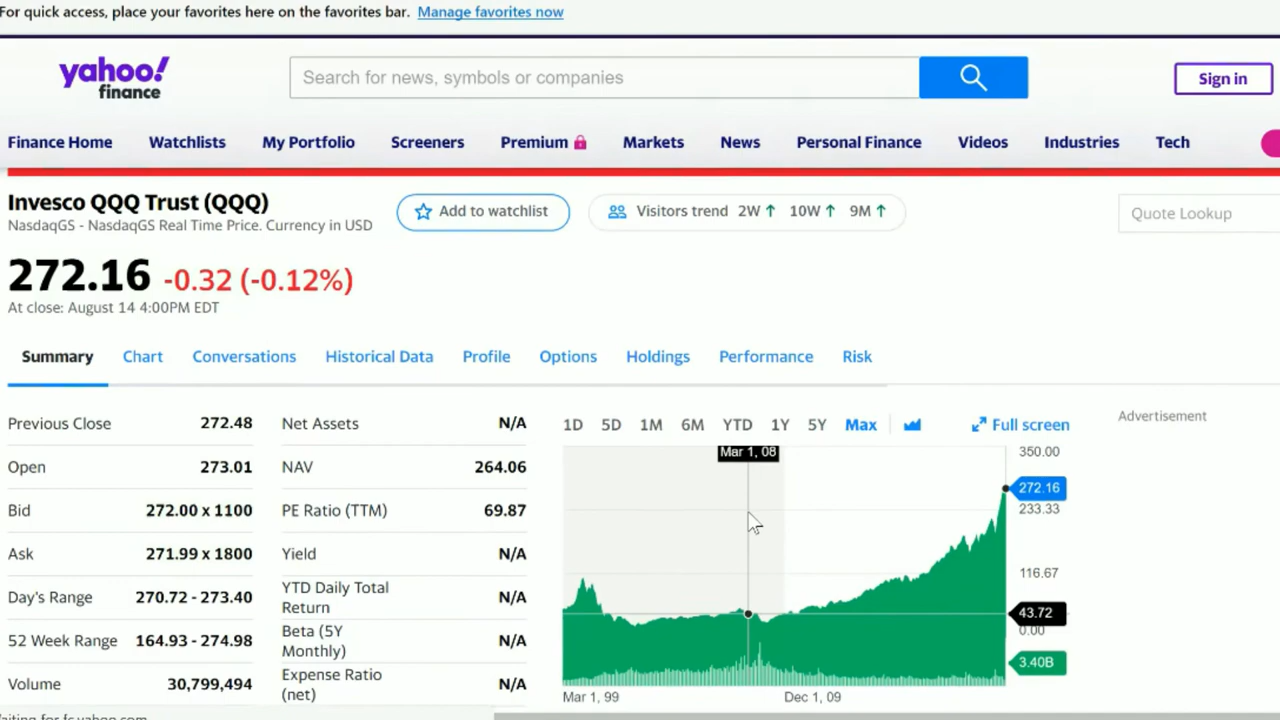 For quick access, place your favorites here on the favorites bar. Manage favorites now
yahoo!
finance
Search for news, symbols or companies
Sign in
Finance Home Watchlists My Portfolio Screeners Premium Markets News Personal Finance Videos Industries Tech
Invesco QQQ Trust (QQQ)
NasdaqGS - NasdaqGS Real Time Price. Currency in USD
Add to watchlist
Visitors trend 2W ↑ 10W ↑ 9M ↑
Quote Lookup
272.16 -0.32 (-0.12%)
At close: August 14 4:00PM EDT
Summary Chart Conversations Historical Data Profile Options Holdings Performance Risk
Previous Close 272.48
Open 273.01
Bid 272.00 x 1100
Ask 271.99 x 1800
Day's Range 270.72 - 273.40
52 Week Range 164.93 - 274.98
Volume 30,799,494
Net Assets N/A
NAV 264.06
PE Ratio (TTM) 69.87
Yield N/A
YTD Daily Total
Return N/A
Beta (5Y
Monthly) N/A
Expense Ratio
(net) N/A
1D 5D 1M 6M YTD 1Y 5Y Max Full screen
Mar 1, 08
350.00
272.16
233.33
116.67
43.72
0.00
3.40B
Mar 1, 99 Dec 1, 09
Advertisement